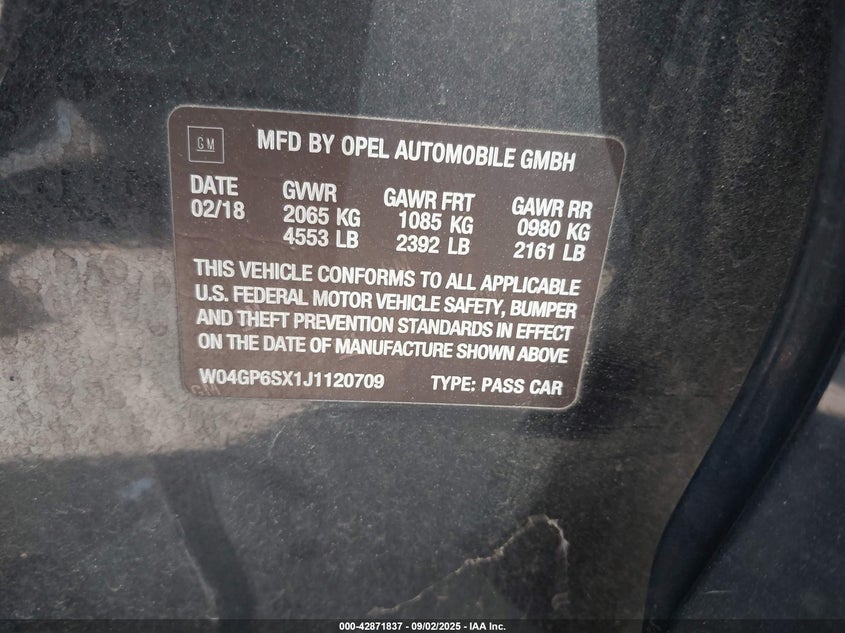 GM
MFD BY OPEL AUTOMOBILE GMBH
DATE GVWR GAWR FRT GAWR RR
02/18 2065 KG 1085 KG 0980 KG
4553 LB 2392 LB 2161 LB
THIS VEHICLE CONFORMS TO ALL APPLICABLE
U.S. FEDERAL MOTOR VEHICLE SAFETY, BUMPER
AND THEFT PREVENTION STANDARDS IN EFFECT
ON THE DATE OF MANUFACTURE SHOWN ABOVE
W04GP6SX1J1120709 TYPE: PASS CAR
000-42871837 - 09/02/2025 - IAA Inc.